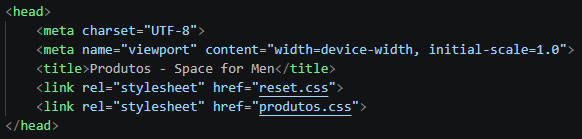 <head>
    <meta charset="UTF-8">
    <meta name="viewport" content="width=device-width, initial-scale=1.0">
    <title>Produtos - Space for Men</title>
    <link rel="stylesheet" href="reset.css">
    <link rel="stylesheet" href="produtos.css">
</head>